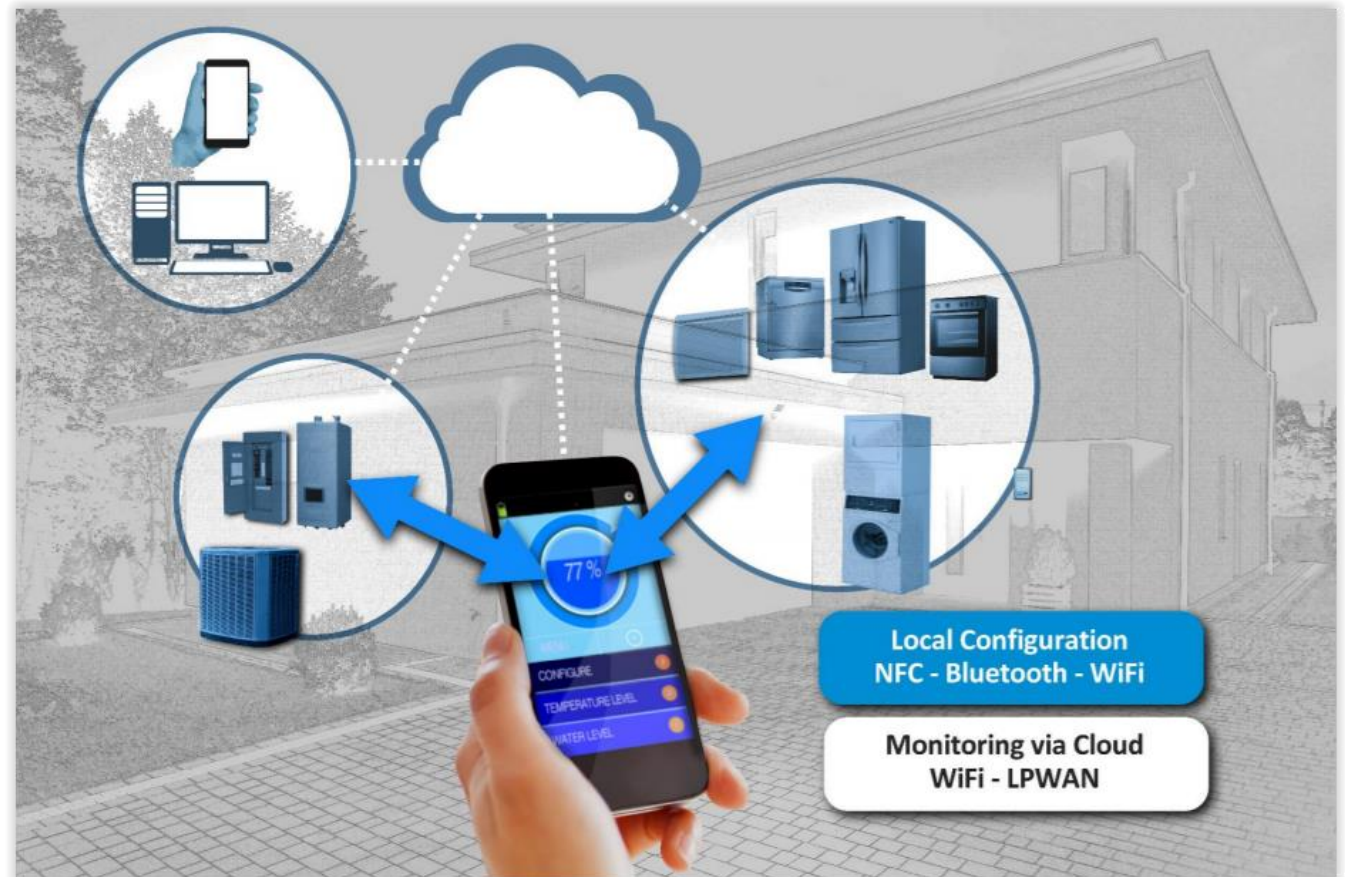 77 %
MENU
CONFIGURE
TEMPERATURE LEVEL
WATER LEVEL
Local Configuration
NFC - Bluetooth - WiFi
Monitoring via Cloud
WiFi - LPWAN